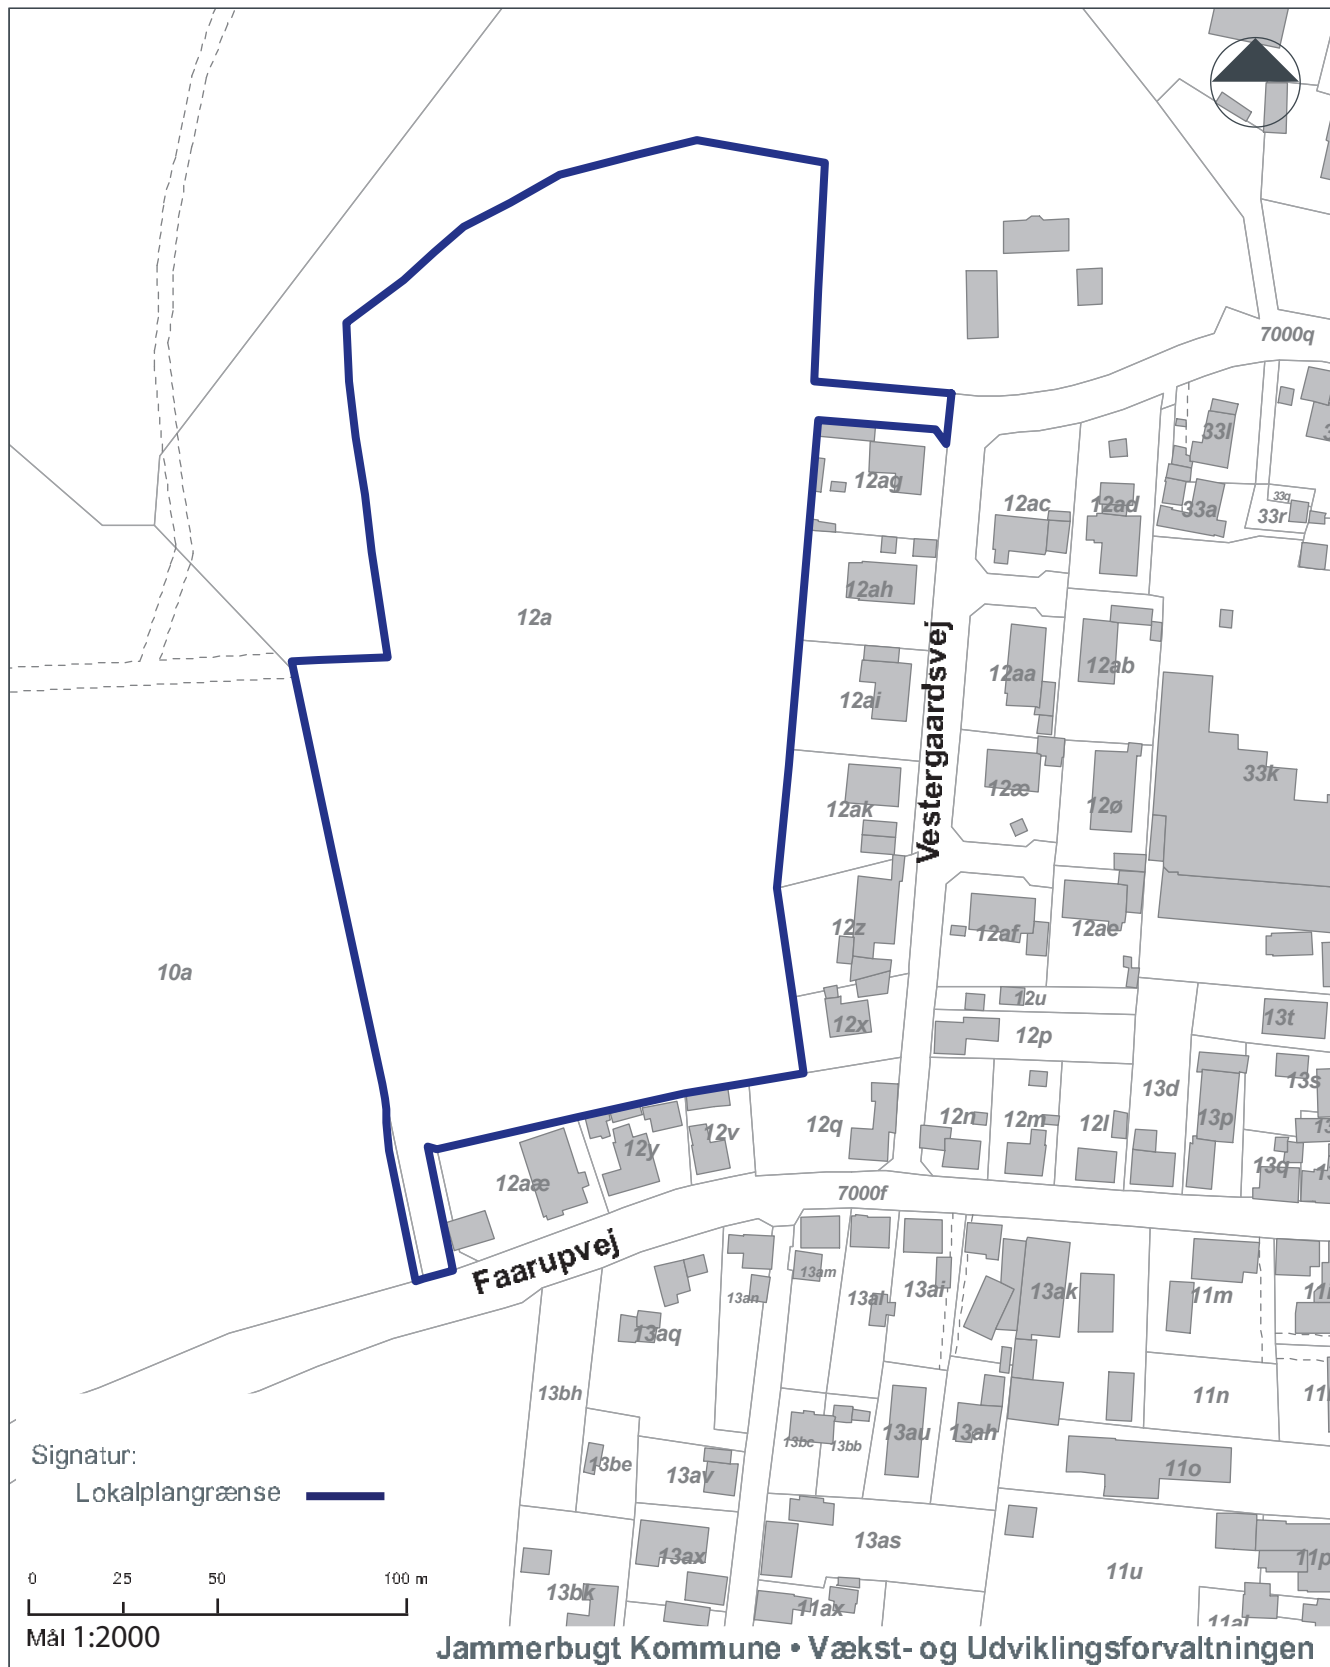 7000q
33l
12ag
33q
12ac
12ad
33a
33r
12ah
12a
Vestergaardsvej
12aa
12ab
12ai
33k
12æ
12ø
12ak
12z
12af
12ae
10a
12u
12x
12p
13t
13s
13d
12q
12n
12m
12l
13p
12v
12y
13q
12aæ
7000f
Faarupvej
13am
13an
13al
13ai
13ak
11m
13aq
13bh
11n
13bc
13bb
13au
13ah
Signatur:
13be
13av
11o
Lokalplangrænse
13as
13ax
11p
11u
0 25 50 100 m
13bk
11ax
11al
Mål 1:2000
Jammerbugt Kommune • Vækst- og Udviklingsforvaltningen